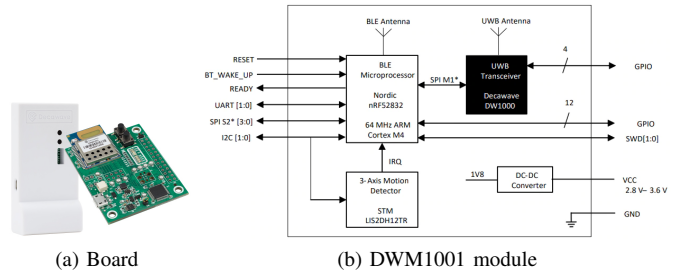 BLE Antenna
UWB Antenna
RESET
BT_WAKE_UP
READY
UART [1:0]
SPI S2* [3:0]
I2C [1:0]
BLE
Microprocessor
Nordic
nRF52832
64 MHz ARM
Cortex M4
SPI M1*
UWB
Transceiver
Decawave
DW1000
4
GPIO
12
GPIO
SWD[1:0]
IRQ
3- Axis Motion
Detector
STM
LIS2DH12TR
1V8
DC-DC
Converter
VCC
2.8 V– 3.6 V
GND
(a) Board
(b) DWM1001 module